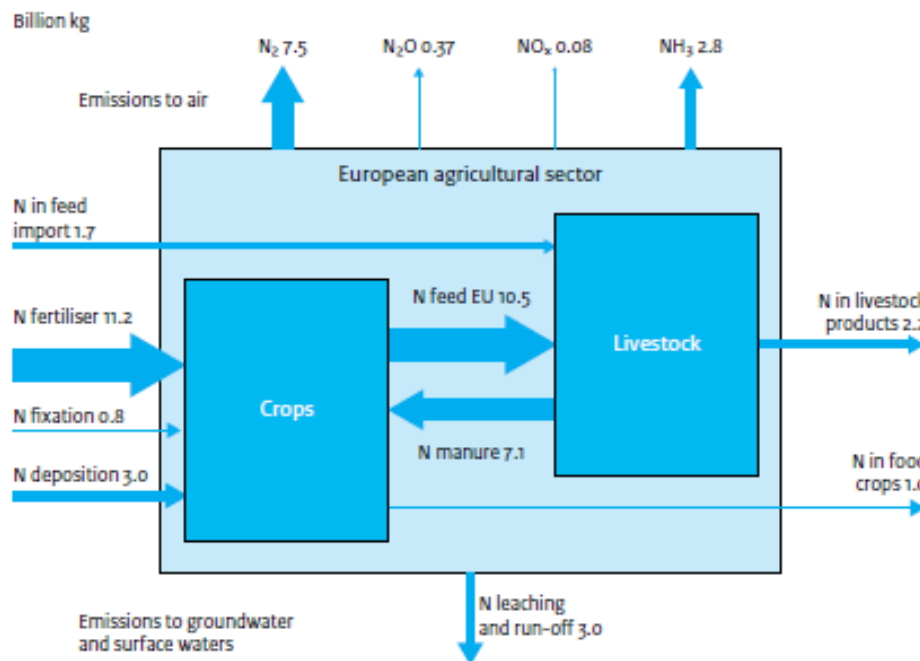 Billion kg
N₂ 7.5
N₂O 0.37
NOₓ 0.08
NH₃ 2.8
Emissions to air
European agricultural sector
N in feed
import 1.7
N fertiliser 11.2
N feed EU 10.5
Livestock
N in livestock
products 2.2
Crops
N fixation 0.8
N manure 7.1
N deposition 3.0
N in food
crops 1.0
N leaching
and run-off 3.0
Emissions to groundwater
and surface waters